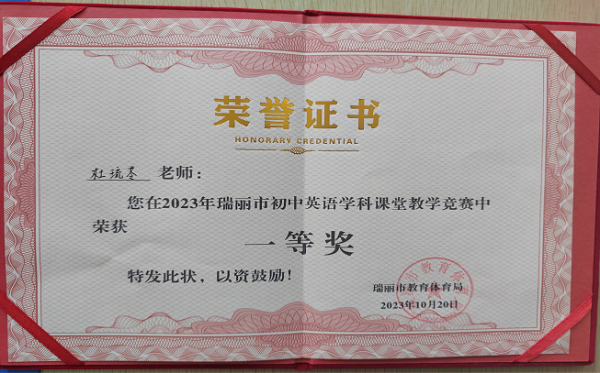 荣誉证书
HONORARY CREDENTIAL
杜琉荃 老师：
您在2023年瑞丽市初中英语学科课堂教学竞赛中
荣获
一等奖
特发此状，以资鼓励！
瑞丽市教育体育局
2023年10月20日